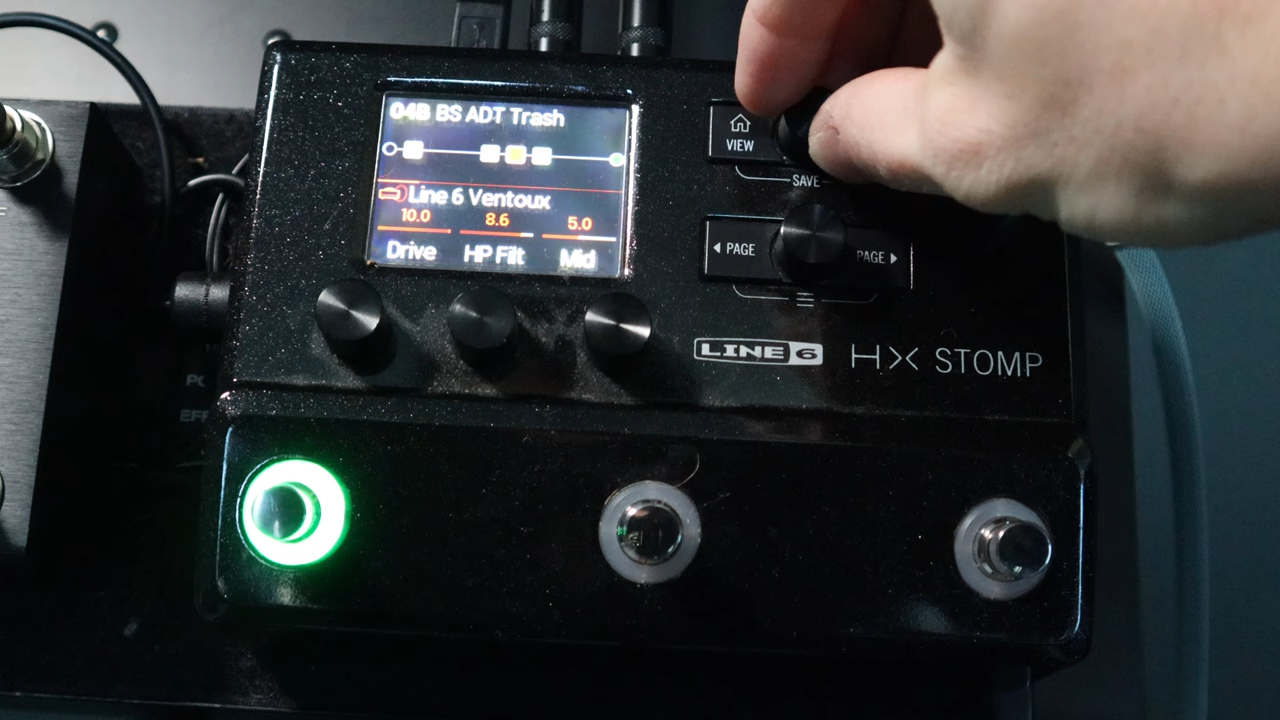 04B BS ADT Trash
Line 6 Ventoux
10.0 8.6 5.0
Drive HP Filt Mid
VIEW
SAVE
PAGE PAGE
LINE 6 HX STOMP